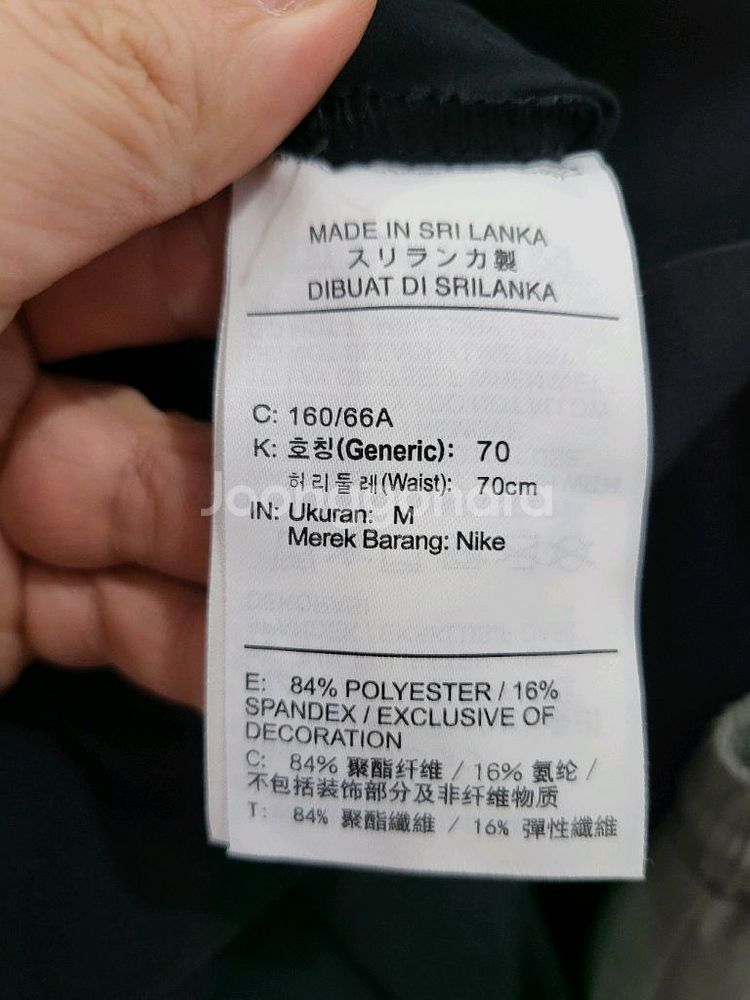 MADE IN SRI LANKA
スリランカ製
DIBUAT DI SRILANKA
C: 160/66A
K: 호칭(Generic): 70
허리둘레(Waist): 70cm
Joonggonara
IN: Ukuran: M
Merek Barang: Nike
E: 84% POLYESTER / 16%
SPANDEX / EXCLUSIVE OF
DECORATION
C: 84% 聚酯纤维 / 16% 氨纶 /
不包括装饰部分及非纤维物质
T: 84% 聚酯纖維 / 16% 彈性纖維